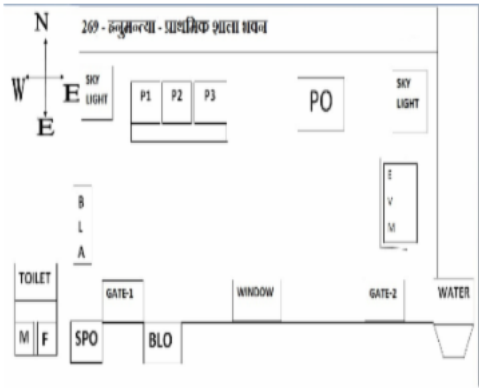 N
269 - हनुमन्त्या - प्राथमिक शाला भवन
W E
E
SKY
LIGHT
P1 P2 P3
PO
SKY
LIGHT
E
V
M
B
L
A
TOILET
M F
GATE-1
WINDOW
GATE-2
WATER
SPO
BLO